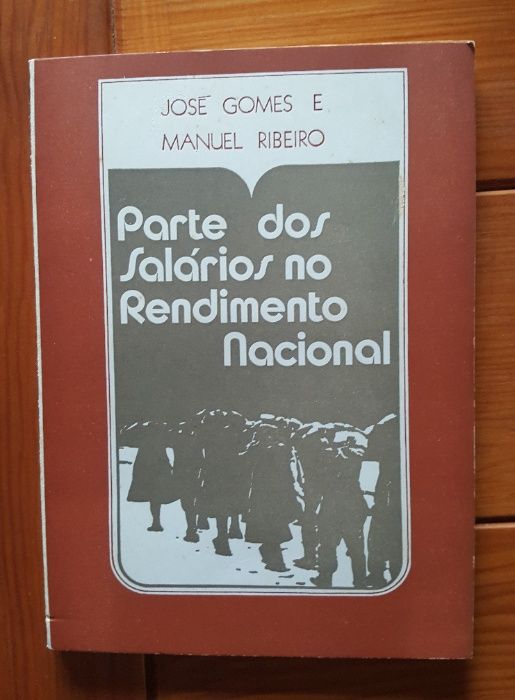 JOSÉ GOMES E
MANUEL RIBEIRO
Parte dos
Salários no
Rendimento
Nacional